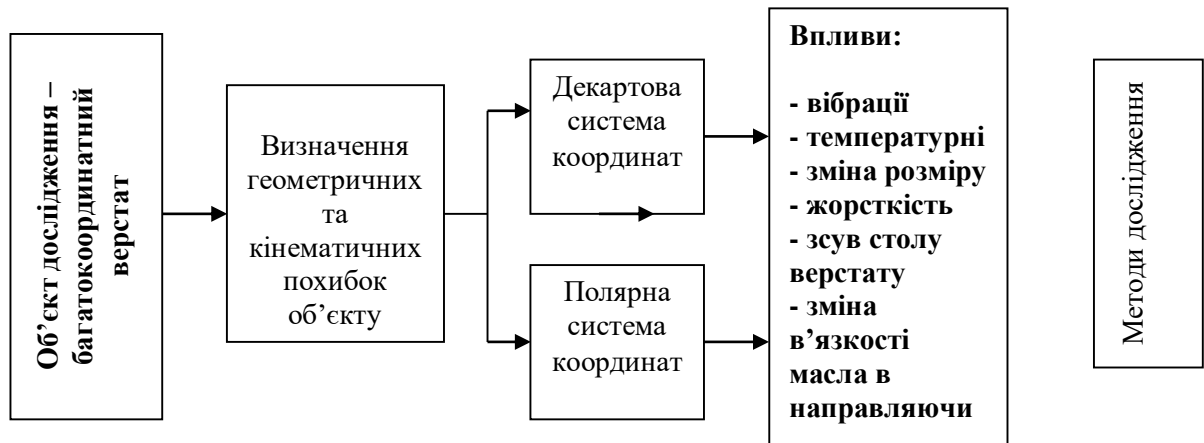 Об’єкт дослідження –
багатокоординатний
верстат
Визначення
геометричних
та
кінематичних
похибок
об’єкту
Декартова
система
координат
Полярна
система
координат
Впливи:
- вібрації
- температурні
- зміна розміру
- жорсткість
- зсув столу
верстату
- зміна
в’язкості
масла в
направляючи
Методи дослідження